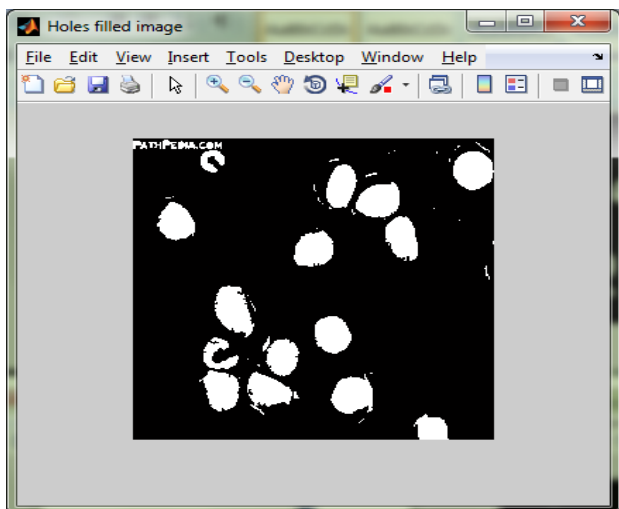 Holes filled image
File Edit View Insert Tools Desktop Window Help
PATHPEDIA.COM